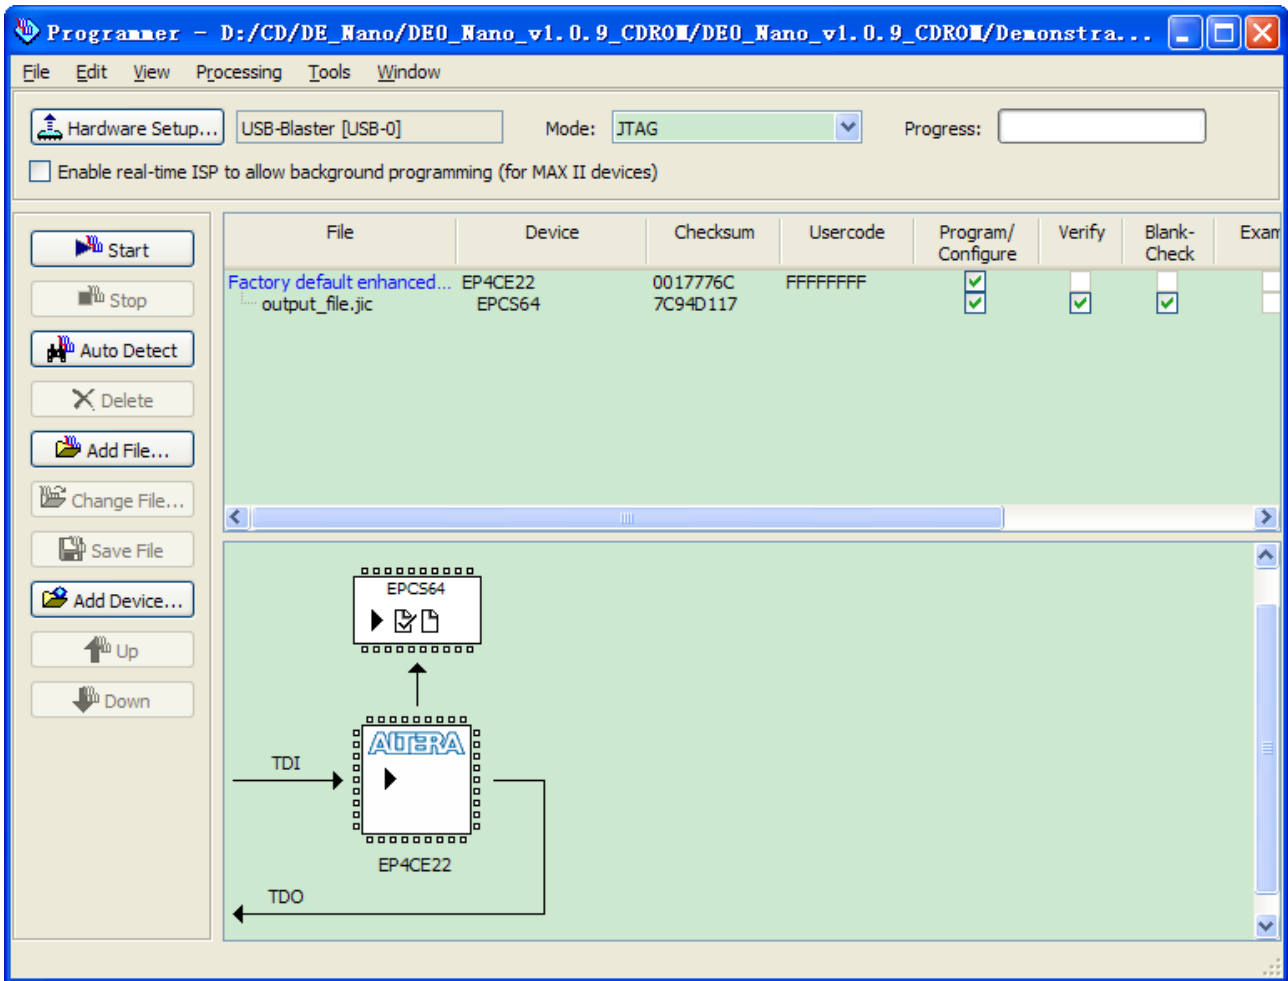 Programmer - D:/CD/DE_Nano/DE0_Nano_v1.0.9_CDROM/DE0_Nano_v1.0.9_CDROM/Demonstra...
File Edit View Processing Tools Window
Hardware Setup... USB-Blaster [USB-0] Mode: JTAG Progress:
Enable real-time ISP to allow background programming (for MAX II devices)
File Device Checksum Usercode Program/ Configure Verify Blank- Check Exam
Start
Stop
Auto Detect
Delete
Add File...
Change File...
Save File
Add Device...
Up
Down
Factory default enhanced... EP4CE22 0017776C FFFFFFFF
output_file.jic EPCS64 7C94D117
EPCS64
ALTERA
TDI
EP4CE22
TDO